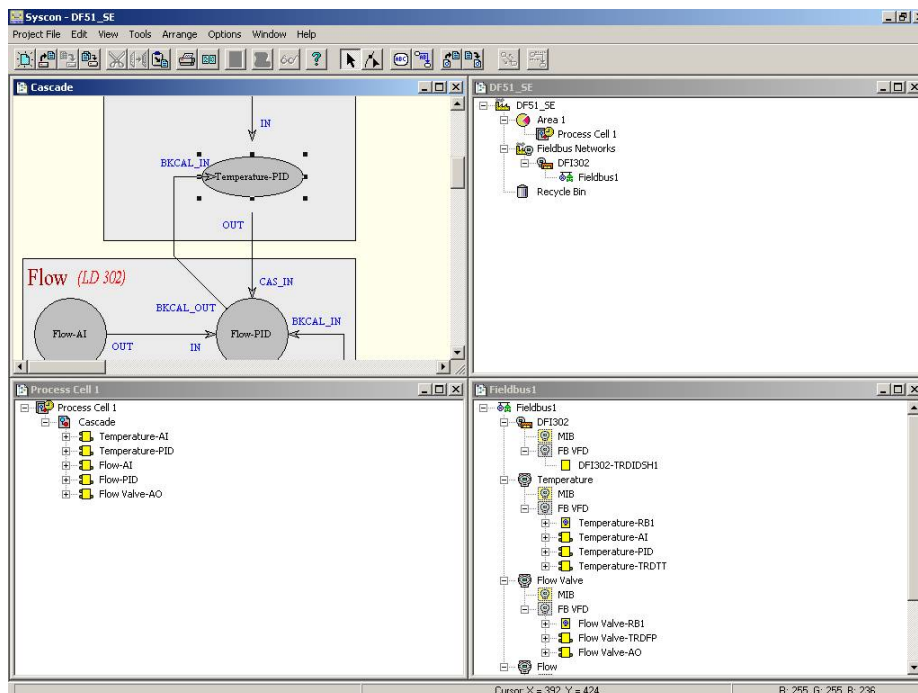 Syscon - DF51_SE
Project File Edit View Tools Arrange Options Window Help
Cascade
IN
BKCAL_IN
Temperature-PID
OUT
Flow (LD 302)
CAS_IN
BKCAL_OUT
BKCAL_IN
Flow-AI
Flow-PID
OUT
IN
DF51_SE
DF51_SE
Area 1
Process Cell 1
Fieldbus Networks
DFI302
Fieldbus1
Recycle Bin
Process Cell 1
Process Cell 1
Cascade
Temperature-AI
Temperature-PID
Flow-AI
Flow-PID
Flow Valve-AO
Fieldbus1
Fieldbus1
DFI302
MIB
FB VFD
DFI302-TRDIDSH1
Temperature
MIB
FB VFD
Temperature-RB1
Temperature-AI
Temperature-PID
Temperature-TRDTT
Flow Valve
MIB
FB VFD
Flow Valve-RB1
Flow Valve-TRDFP
Flow Valve-AO
Flow
Cursor X = 392, Y = 424
R: 255, G: 255, B: 236